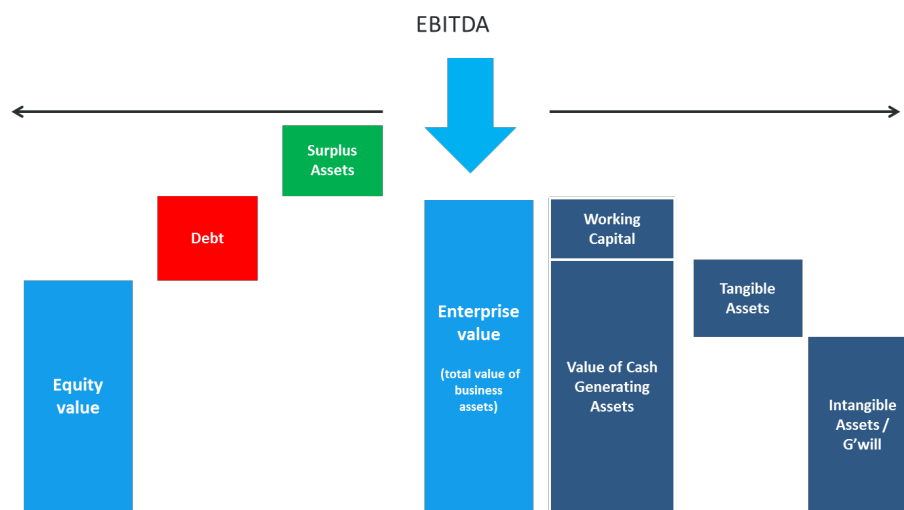 EBITDA
Surplus
Assets
Debt
Equity
value
Enterprise
value
(total value of
business
assets)
Working
Capital
Value of Cash
Generating
Assets
Tangible
Assets
Intangible
Assets /
G'will